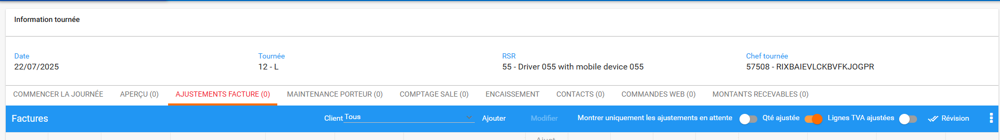 Information tournée
Date
Tournée
RSR
Chef tournée
22/07/2025
12 - L
55 - Driver 055 with mobile device 055
57508 - RIXBAIEVLCKBVFKJOGPR
COMMENCER LA JOURNÉE
APERÇU (0)
AJUSTEMENTS FACTURE (0)
MAINTENANCE PORTEUR (0)
COMPTAGE SALE (0)
ENCAISSEMENT
CONTACTS (0)
COMMANDES WEB (0)
MONTANTS RECEVABLES (0)
Factures
Client
Tous
Ajouter
Modifier
Montrer uniquement les ajustements en attente
Qté ajustée
Lignes TVA ajustées
Révision
Ajust